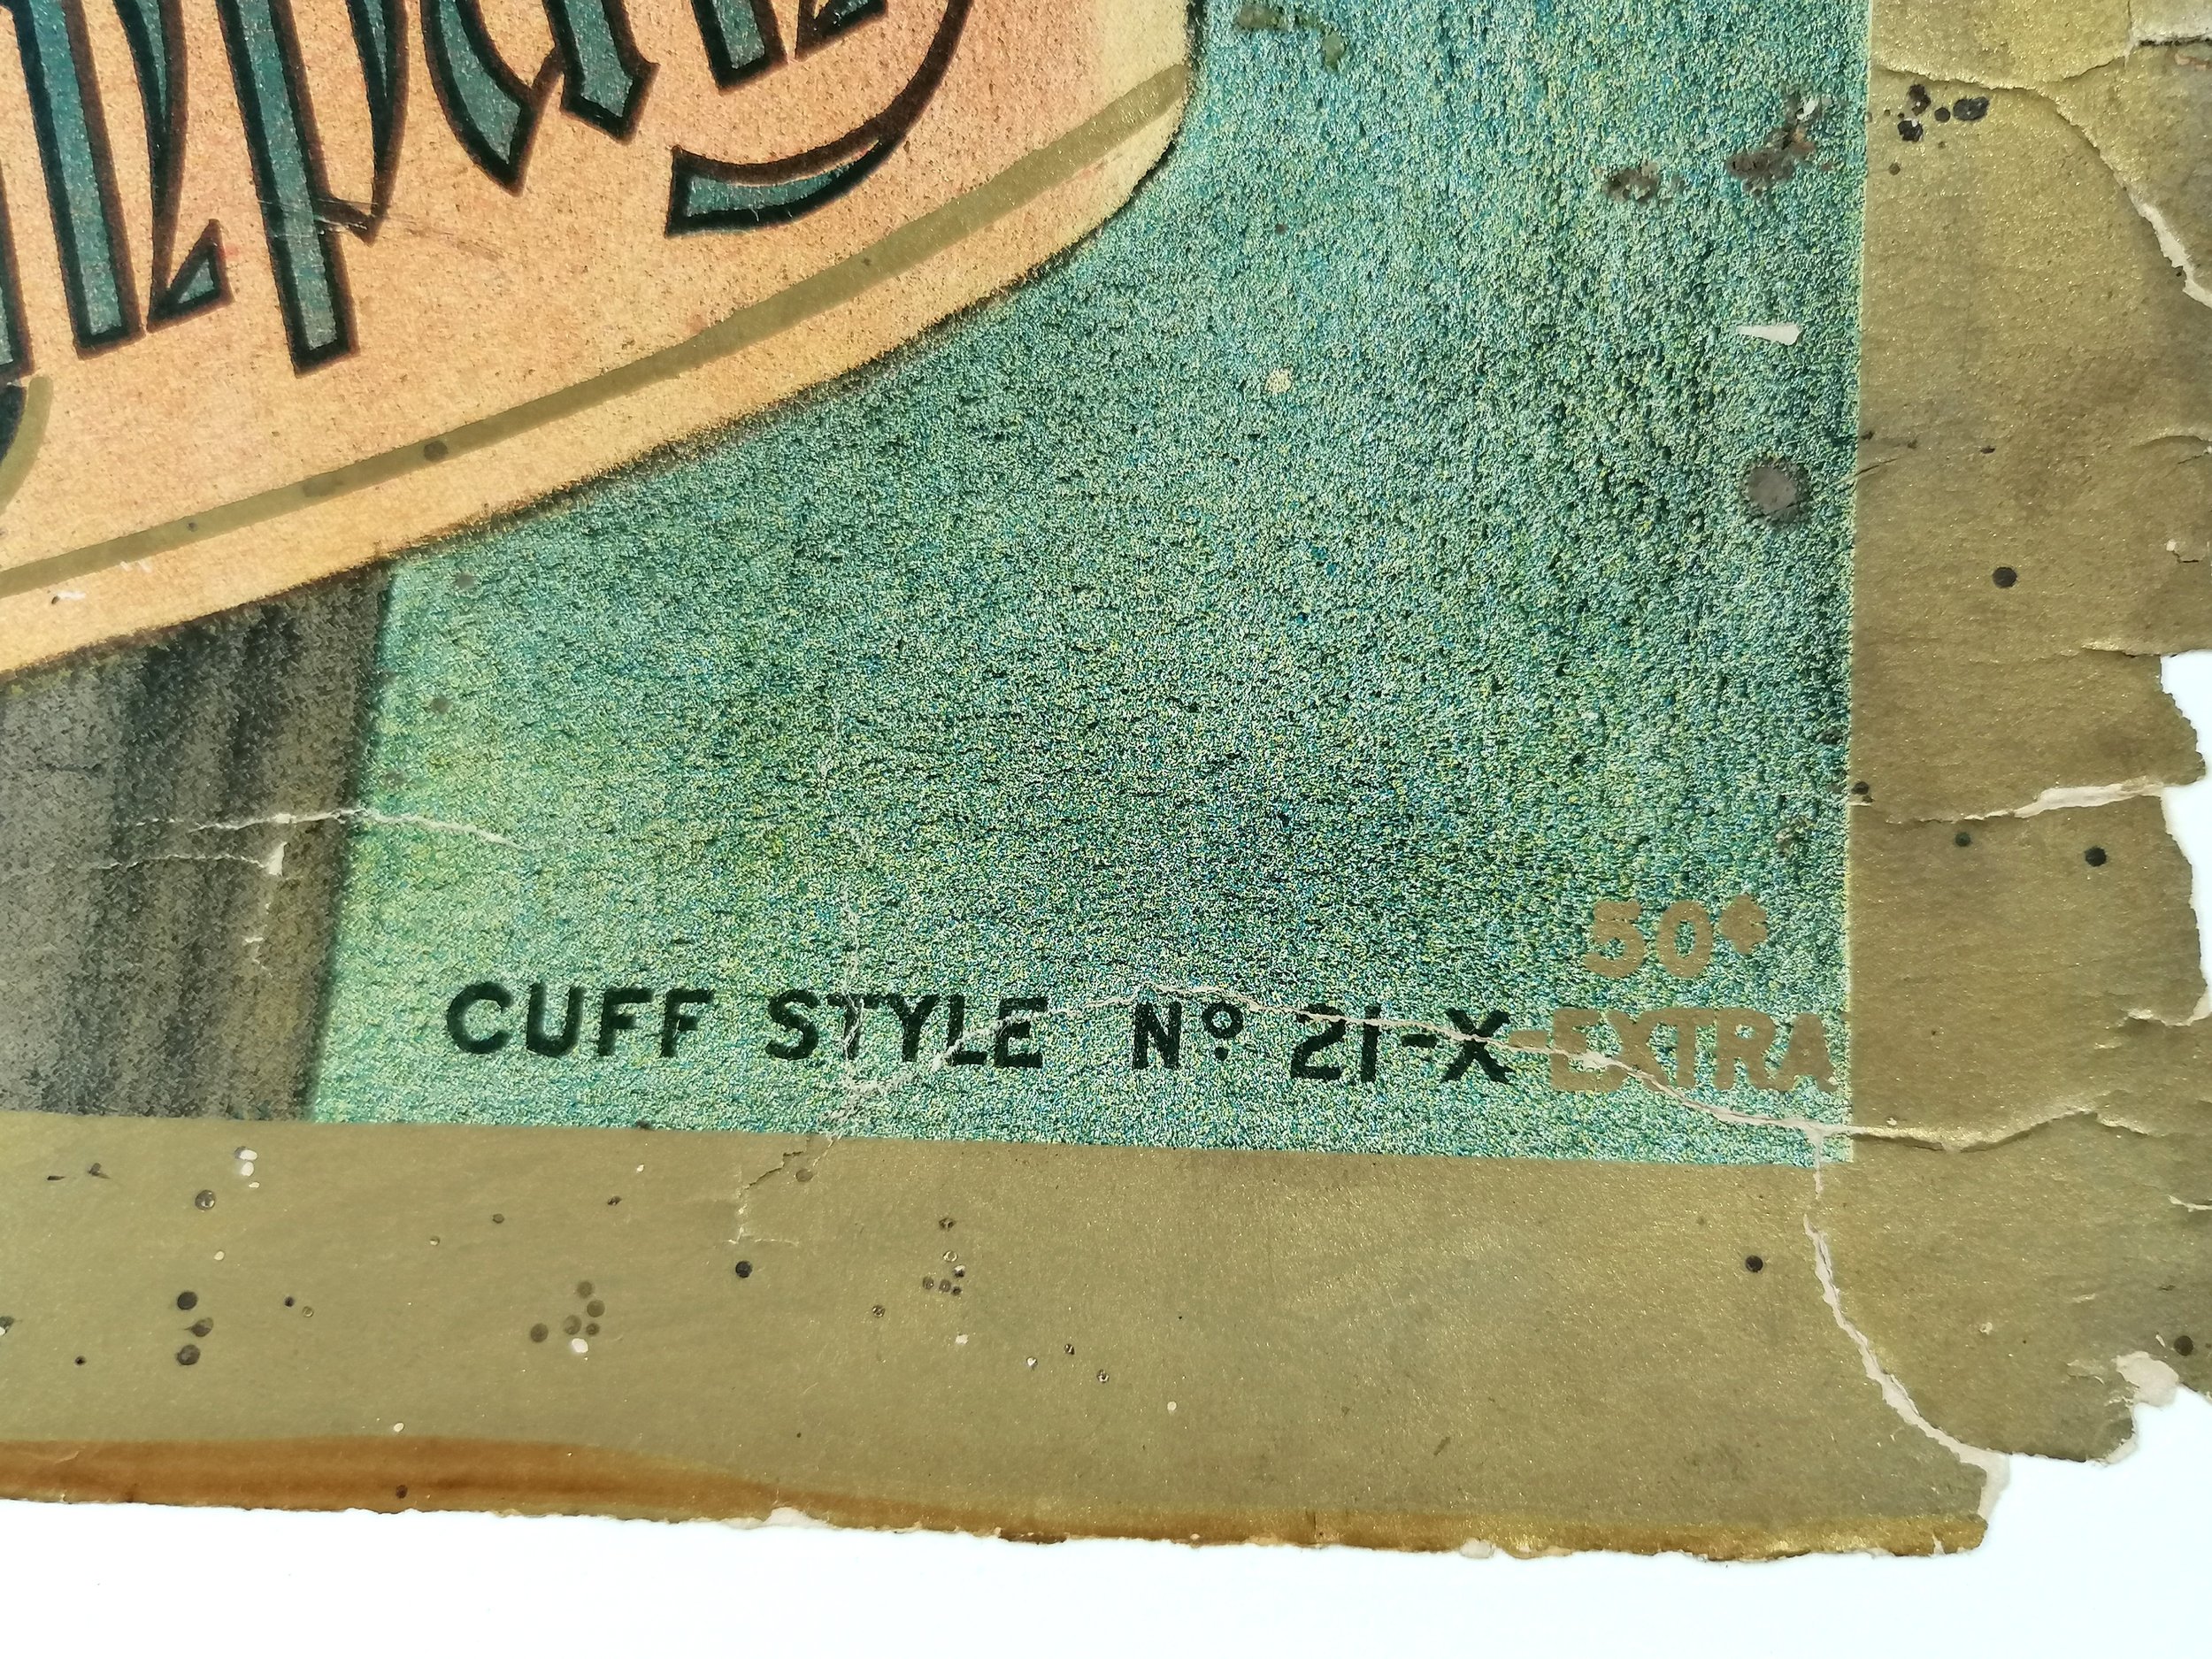 50¢
CUFF STYLE Nº 21-X-EXTRA